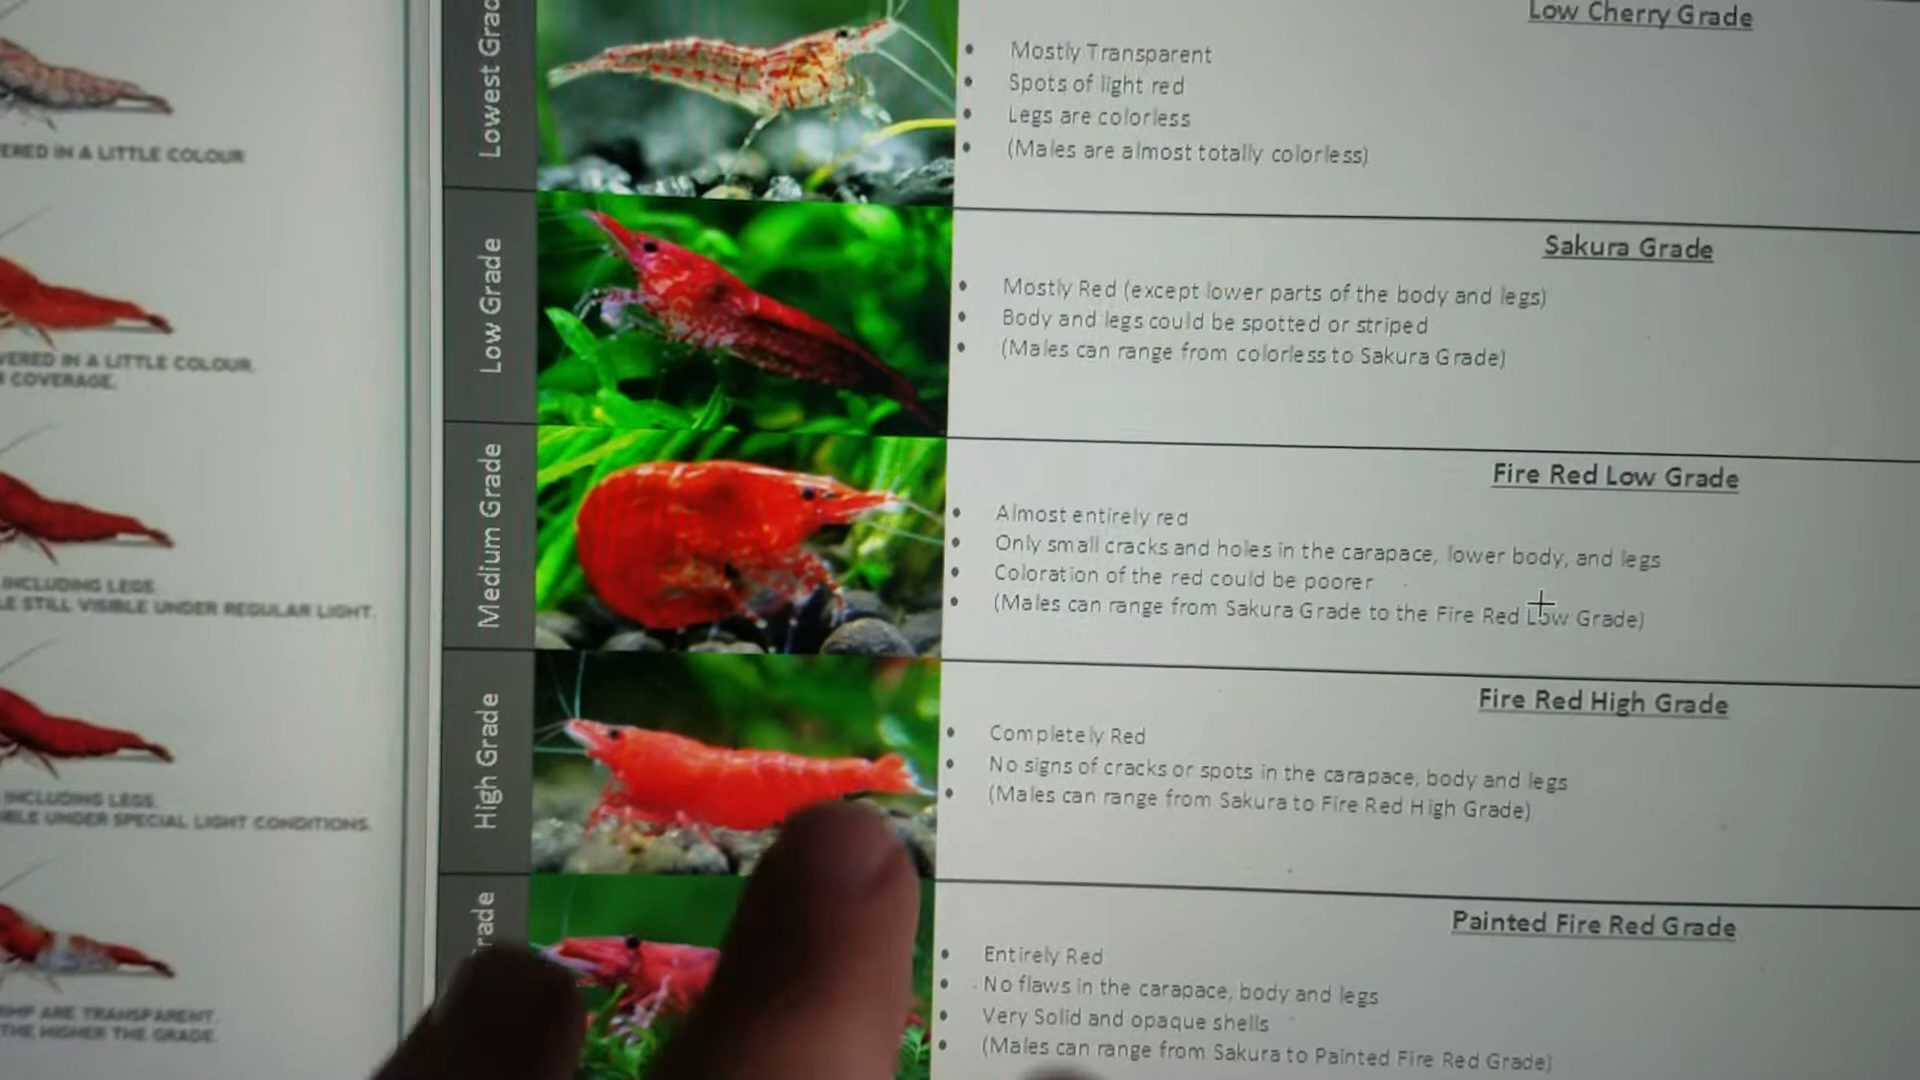 ERED IN A LITTLE COLOUR
VERED IN A LITTLE COLOUR.
COVERAGE.
INCLUDING LEGS.
LE STILL VISIBLE UNDER REGULAR LIGHT.
INCLUDING LEGS.
IBLE UNDER SPECIAL LIGHT CONDITIONS.
IMP ARE TRANSPARENT.
THE HIGHER THE GRADE.
Lowest Grad
Low Cherry Grade
Mostly Transparent
Spots of light red
Legs are colorless
(Males are almost totally colorless)
Low Grade
Sakura Grade
Mostly Red (except lower parts of the body and legs)
Body and legs could be spotted or striped
(Males can range from colorless to Sakura Grade)
Medium Grade
Fire Red Low Grade
Almost entirely red
Only small cracks and holes in the carapace, lower body, and legs
Coloration of the red could be poorer
(Males can range from Sakura Grade to the Fire Red Low Grade)
High Grade
Fire Red High Grade
Completely Red
No signs of cracks or spots in the carapace, body and legs
(Males can range from Sakura to Fire Red High Grade)
rade
Painted Fire Red Grade
Entirely Red
No flaws in the carapace, body and legs
Very Solid and opaque shells
(Males can range from Sakura to Painted Fire Red Grade)